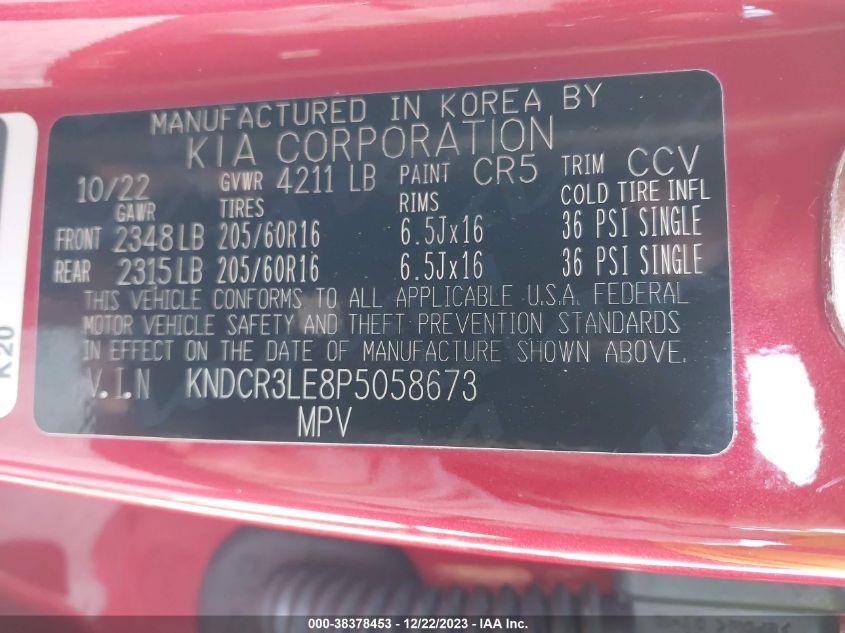 MANUFACTURED IN KOREA BY
KIA CORPORATION
10/22 GVWR 4211 LB PAINT CR5 TRIM CCV
GAWR TIRES RIMS COLD TIRE INFL
FRONT 2348 LB 205/60R16 6.5Jx16 36 PSI SINGLE
REAR 2315 LB 205/60R16 6.5Jx16 36 PSI SINGLE
THIS VEHICLE CONFORMS TO ALL APPLICABLE U.S.A. FEDERAL
MOTOR VEHICLE SAFETY AND THEFT PREVENTION STANDARDS
IN EFFECT ON THE DATE OF MANUFACTURE SHOWN ABOVE.
V.I.N KNDCR3LE8P5058673
MPV
K20
000-38378453 - 12/22/2023 - IAA Inc.